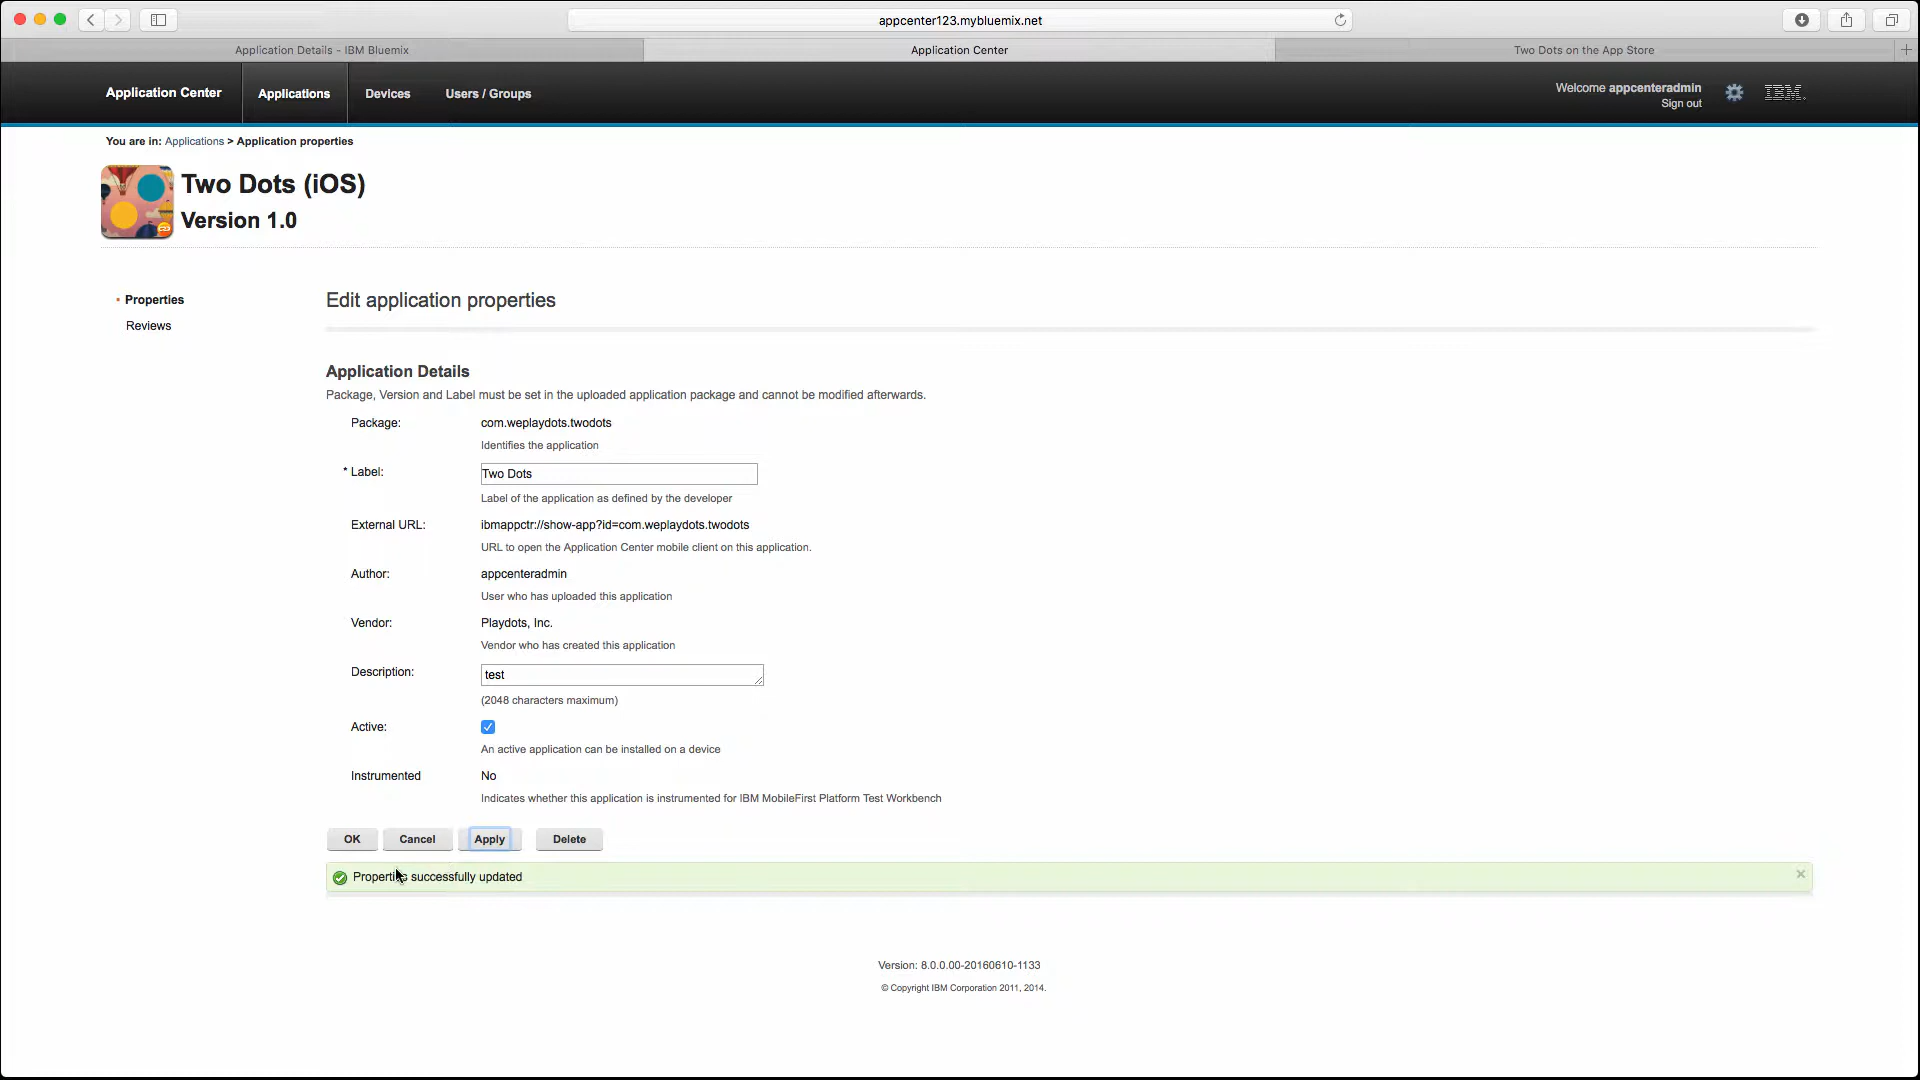 appcenter123.mybluemix.net
Application Details - IBM Bluemix
Application Center
Two Dots on the App Store
Application Center
Applications
Devices
Users / Groups
Welcome appcenteradmin
Sign out
IBM.
You are in: Applications > Application properties
Two Dots (iOS)
Version 1.0
Properties
Reviews
Edit application properties
Application Details
Package, Version and Label must be set in the uploaded application package and cannot be modified afterwards.
Package: com.weplaydots.twodots
Identifies the application
* Label: Two Dots
Label of the application as defined by the developer
External URL: ibmappctr://show-app?id=com.weplaydots.twodots
URL to open the Application Center mobile client on this application.
Author: appcenteradmin
User who has uploaded this application
Vendor: Playdots, Inc.
Vendor who has created this application
Description: test
(2048 characters maximum)
Active:
An active application can be installed on a device
Instrumented No
Indicates whether this application is instrumented for IBM MobileFirst Platform Test Workbench
OK Cancel Apply Delete
Properties successfully updated
Version: 8.0.0.00-20160610-1133
© Copyright IBM Corporation 2011, 2014.